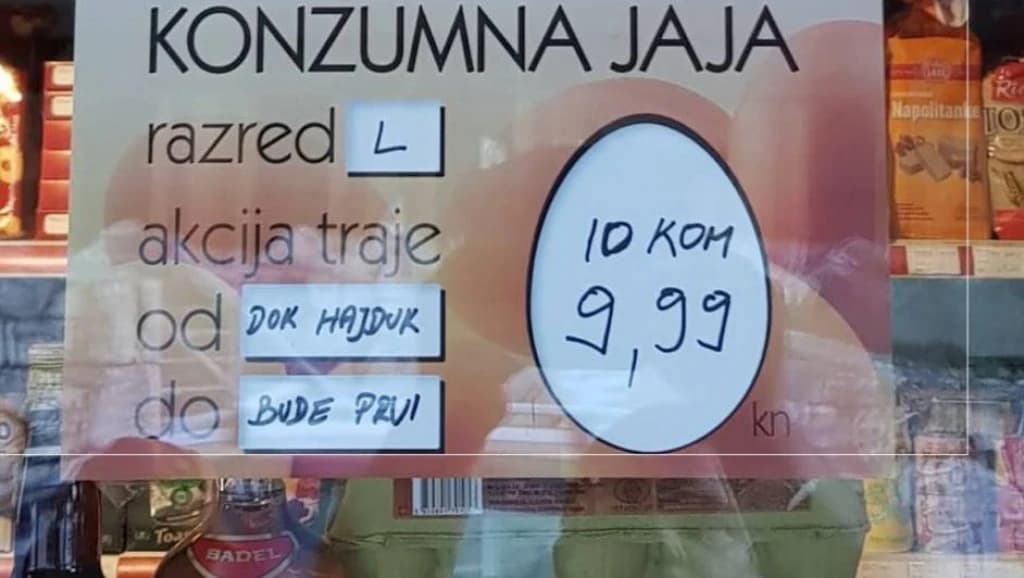 KONZUMNA JAJA
razred L
akcija traje
od DOK HAJDUK
do BUDE PRVI
10 KOM
9,99
kn
Napolitanke
BADEL